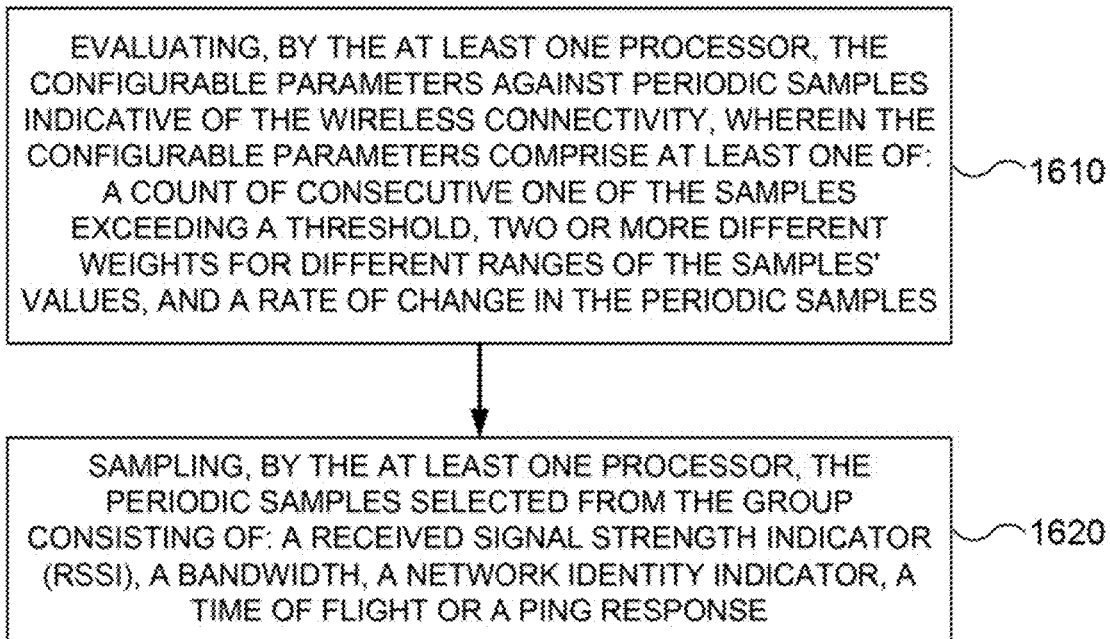 EVALUATING, BY THE AT LEAST ONE PROCESSOR, THE
CONFIGURABLE PARAMETERS AGAINST PERIODIC SAMPLES
INDICATIVE OF THE WIRELESS CONNECTIVITY, WHEREIN THE
CONFIGURABLE PARAMETERS COMPRISE AT LEAST ONE OF:
A COUNT OF CONSECUTIVE ONE OF THE SAMPLES
EXCEEDING A THRESHOLD, TWO OR MORE DIFFERENT
WEIGHTS FOR DIFFERENT RANGES OF THE SAMPLES'
VALUES, AND A RATE OF CHANGE IN THE PERIODIC SAMPLES
1610
SAMPLING, BY THE AT LEAST ONE PROCESSOR, THE
PERIODIC SAMPLES SELECTED FROM THE GROUP
CONSISTING OF: A RECEIVED SIGNAL STRENGTH INDICATOR
(RSSI), A BANDWIDTH, A NETWORK IDENTITY INDICATOR, A
TIME OF FLIGHT OR A PING RESPONSE
1620